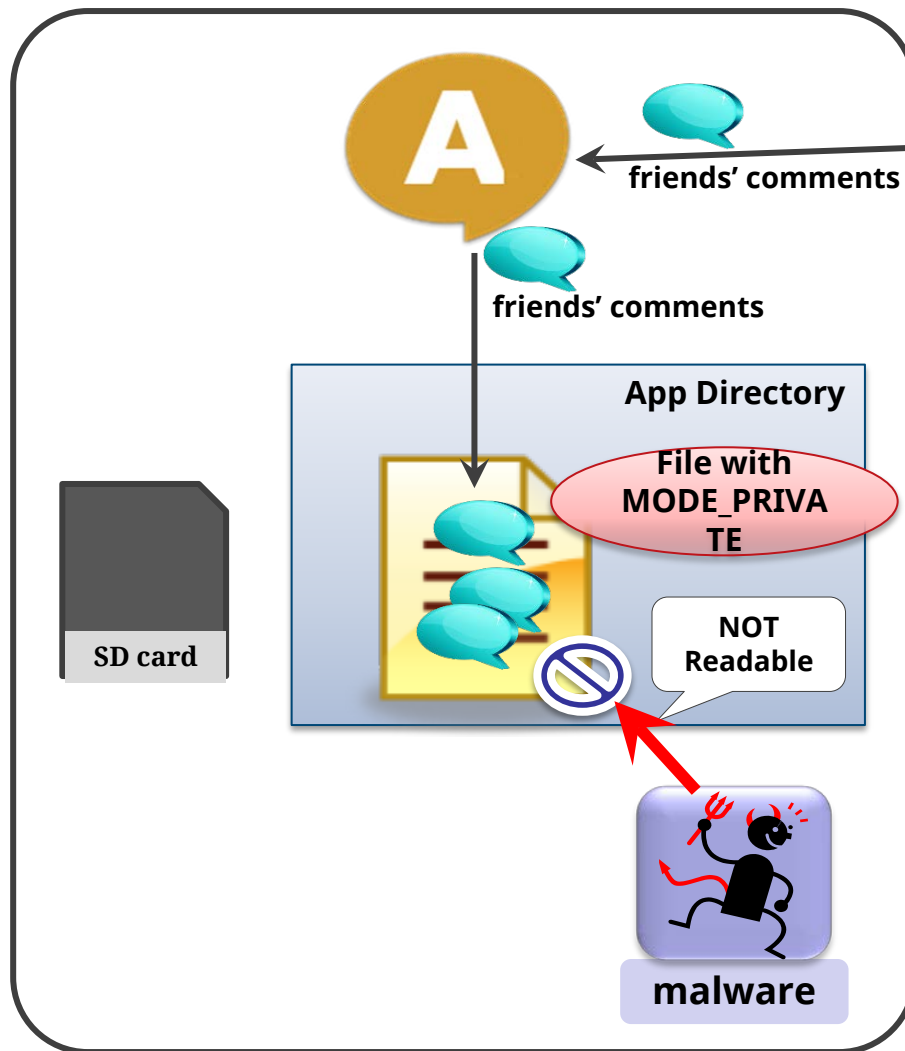 A
friends’ comments
friends’ comments
App Directory
File with
MODE_PRIVA
TE
NOT
Readable
SD card
malware